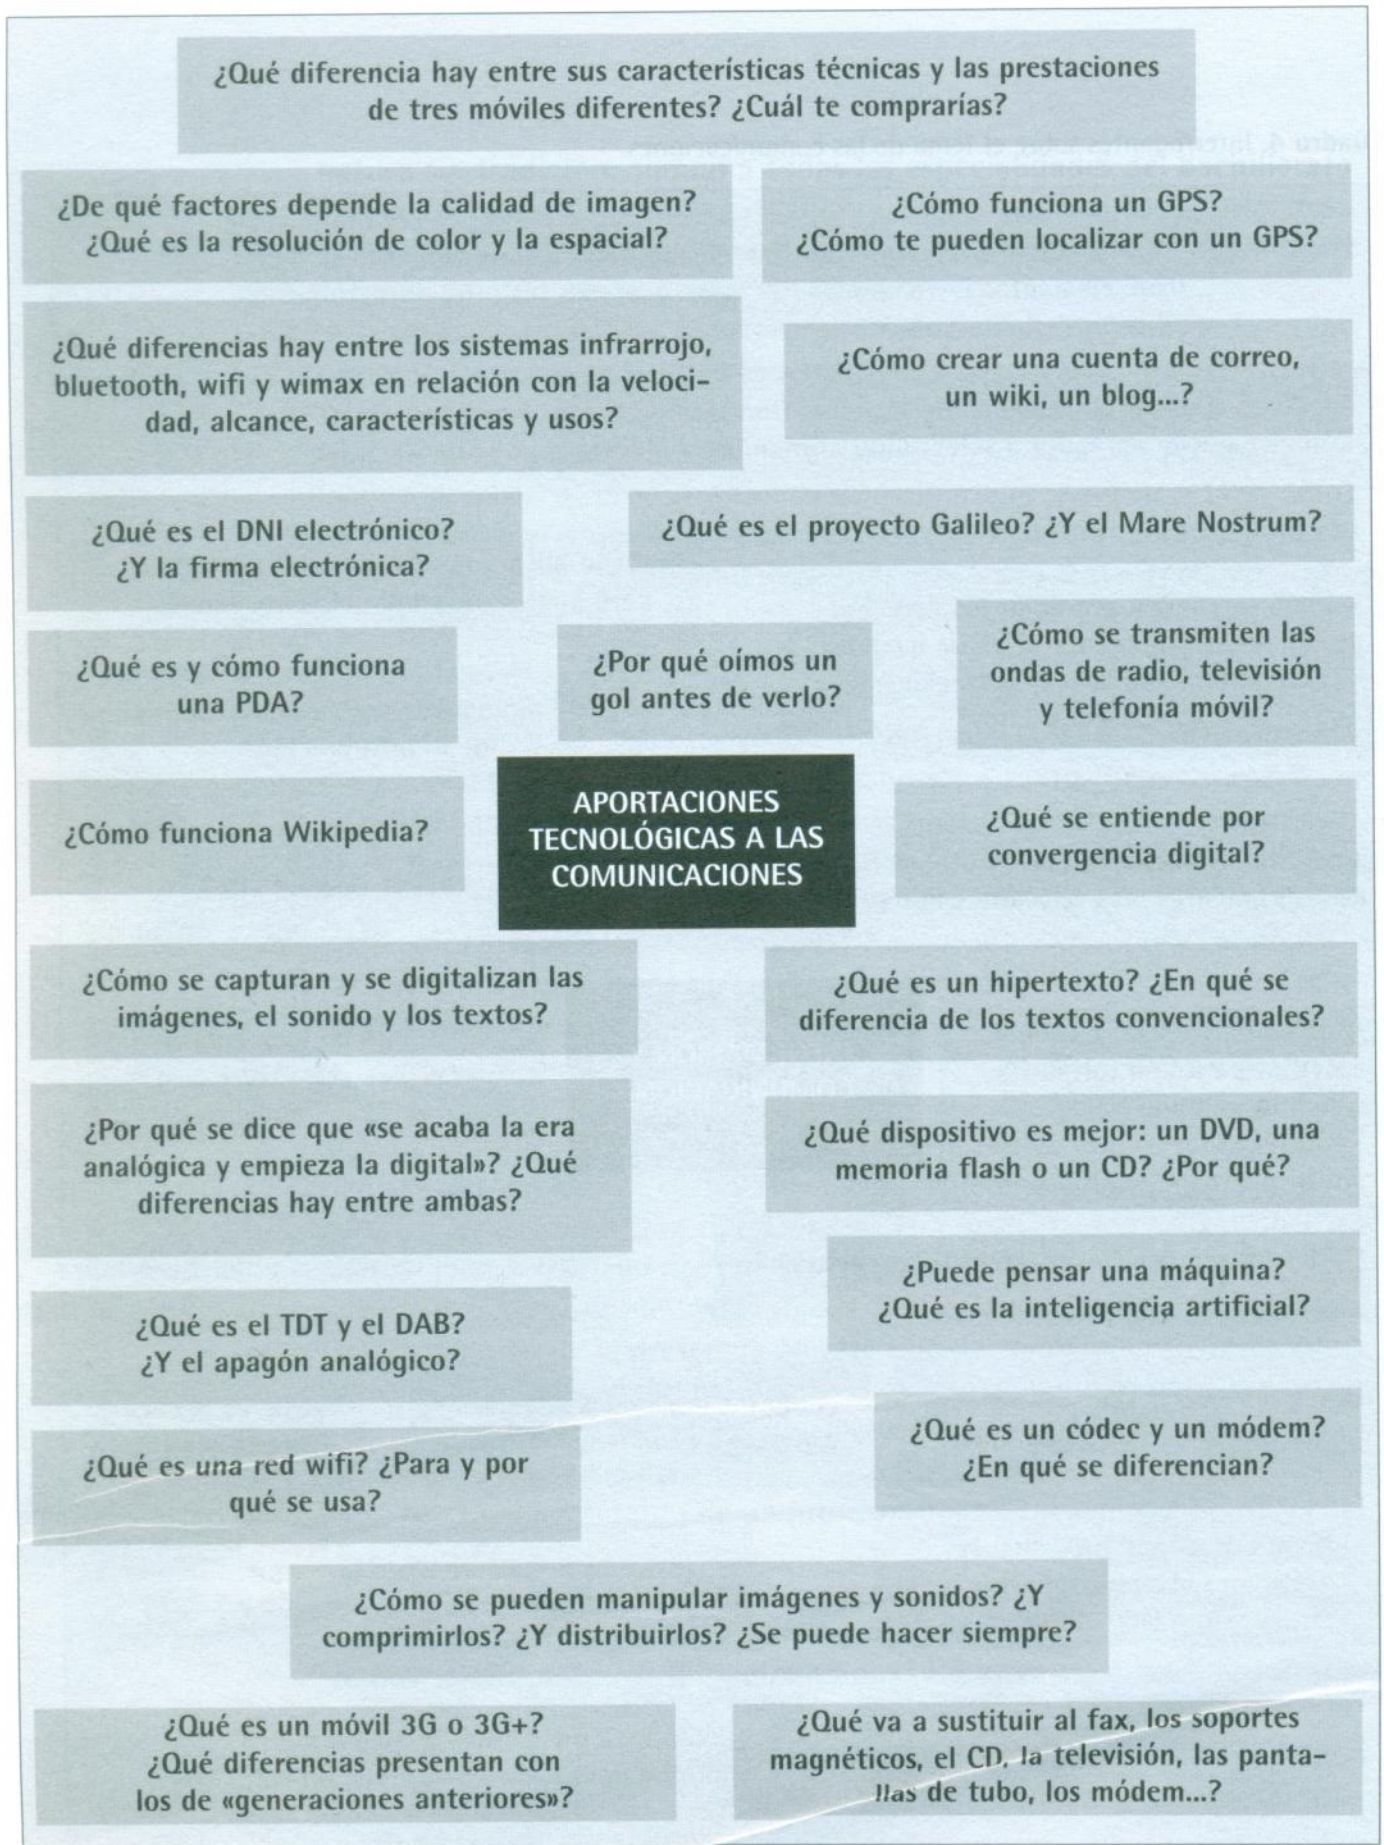 ¿Qué diferencia hay entre sus características técnicas y las prestaciones
de tres móviles diferentes? ¿Cuál te comprarías?
¿De qué factores depende la calidad de imagen?
¿Qué es la resolución de color y la espacial?
¿Cómo funciona un GPS?
¿Cómo te pueden localizar con un GPS?
¿Qué diferencias hay entre los sistemas infrarrojo,
bluetooth, wifi y wimax en relación con la veloci-
dad, alcance, características y usos?
¿Cómo crear una cuenta de correo,
un wiki, un blog...?
¿Qué es el DNI electrónico?
¿Y la firma electrónica?
¿Qué es el proyecto Galileo? ¿Y el Mare Nostrum?
¿Qué es y cómo funciona
una PDA?
¿Por qué oímos un
gol antes de verlo?
¿Cómo se transmiten las
ondas de radio, televisión
y telefonía móvil?
¿Cómo funciona Wikipedia?
APORTACIONES
TECNOLÓGICAS A LAS
COMUNICACIONES
¿Qué se entiende por
convergencia digital?
¿Cómo se capturan y se digitalizan las
imágenes, el sonido y los textos?
¿Qué es un hipertexto? ¿En qué se
diferencia de los textos convencionales?
¿Por qué se dice que «se acaba la era
analógica y empieza la digital»? ¿Qué
diferencias hay entre ambas?
¿Qué dispositivo es mejor: un DVD, una
memoria flash o un CD? ¿Por qué?
¿Puede pensar una máquina?
¿Qué es la inteligencia artificial?
¿Qué es el TDT y el DAB?
¿Y el apagón analógico?
¿Qué es un códec y un módem?
¿En qué se diferencian?
¿Qué es una red wifi? ¿Para y por
qué se usa?
¿Cómo se pueden manipular imágenes y sonidos? ¿Y
comprimirlos? ¿Y distribuirlos? ¿Se puede hacer siempre?
¿Qué es un móvil 3G o 3G+?
¿Qué diferencias presentan con
los de «generaciones anteriores»?
¿Qué va a sustituir al fax, los soportes
magnéticos, el CD, la televisión, las panta-
llas de tubo, los módem...?